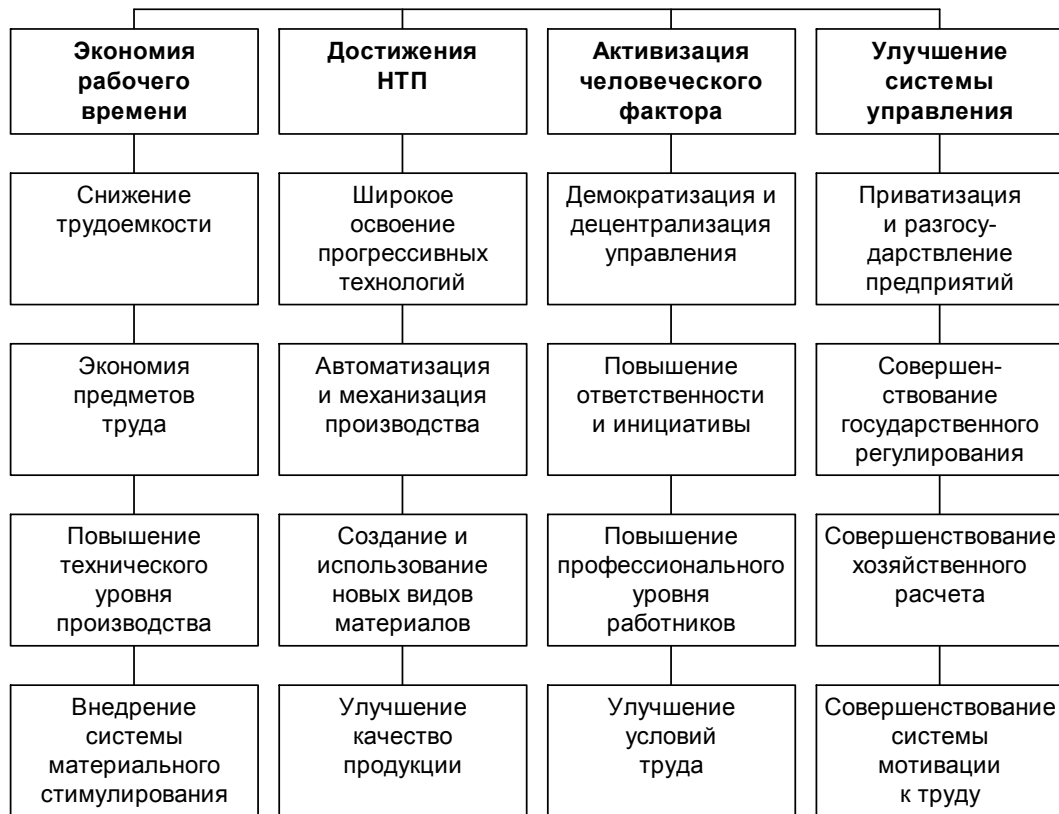 Экономия
рабочего
времени
Достижения
НТП
Активизация
человеческого
фактора
Улучшение
системы
управления
Снижение
трудоемкости
Широкое
освоение
прогрессивных
технологий
Демократизация и
децентрализация
управления
Приватизация
и разгосу-
дарствление
предприятий
Экономия
предметов
труда
Автоматизация
и механизация
производства
Повышение
ответственности
и инициативы
Совершен-
ствование
государственного
регулирования
Повышение
технического
уровня
производства
Создание и
использование
новых видов
материалов
Повышение
профессионального
уровня
работников
Совершенствование
хозяйственного
расчета
Внедрение
системы
материального
стимулирования
Улучшение
качество
продукции
Улучшение
условий
труда
Совершенствование
системы
мотивации
к труду